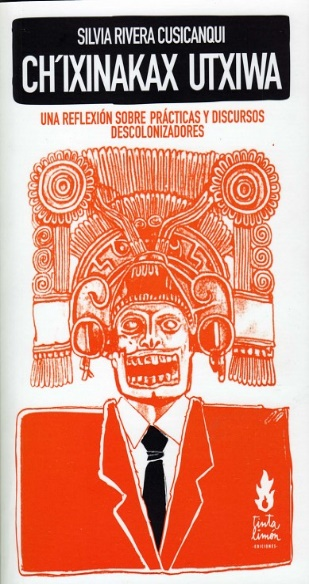 SILVIA RIVERA CUSICANQUI
CH'IXINAKAX UTXIWA
UNA REFLEXIÓN SOBRE PRÁCTICAS Y DISCURSOS
DESCOLONIZADORES
tinta
limón
EDICIONES